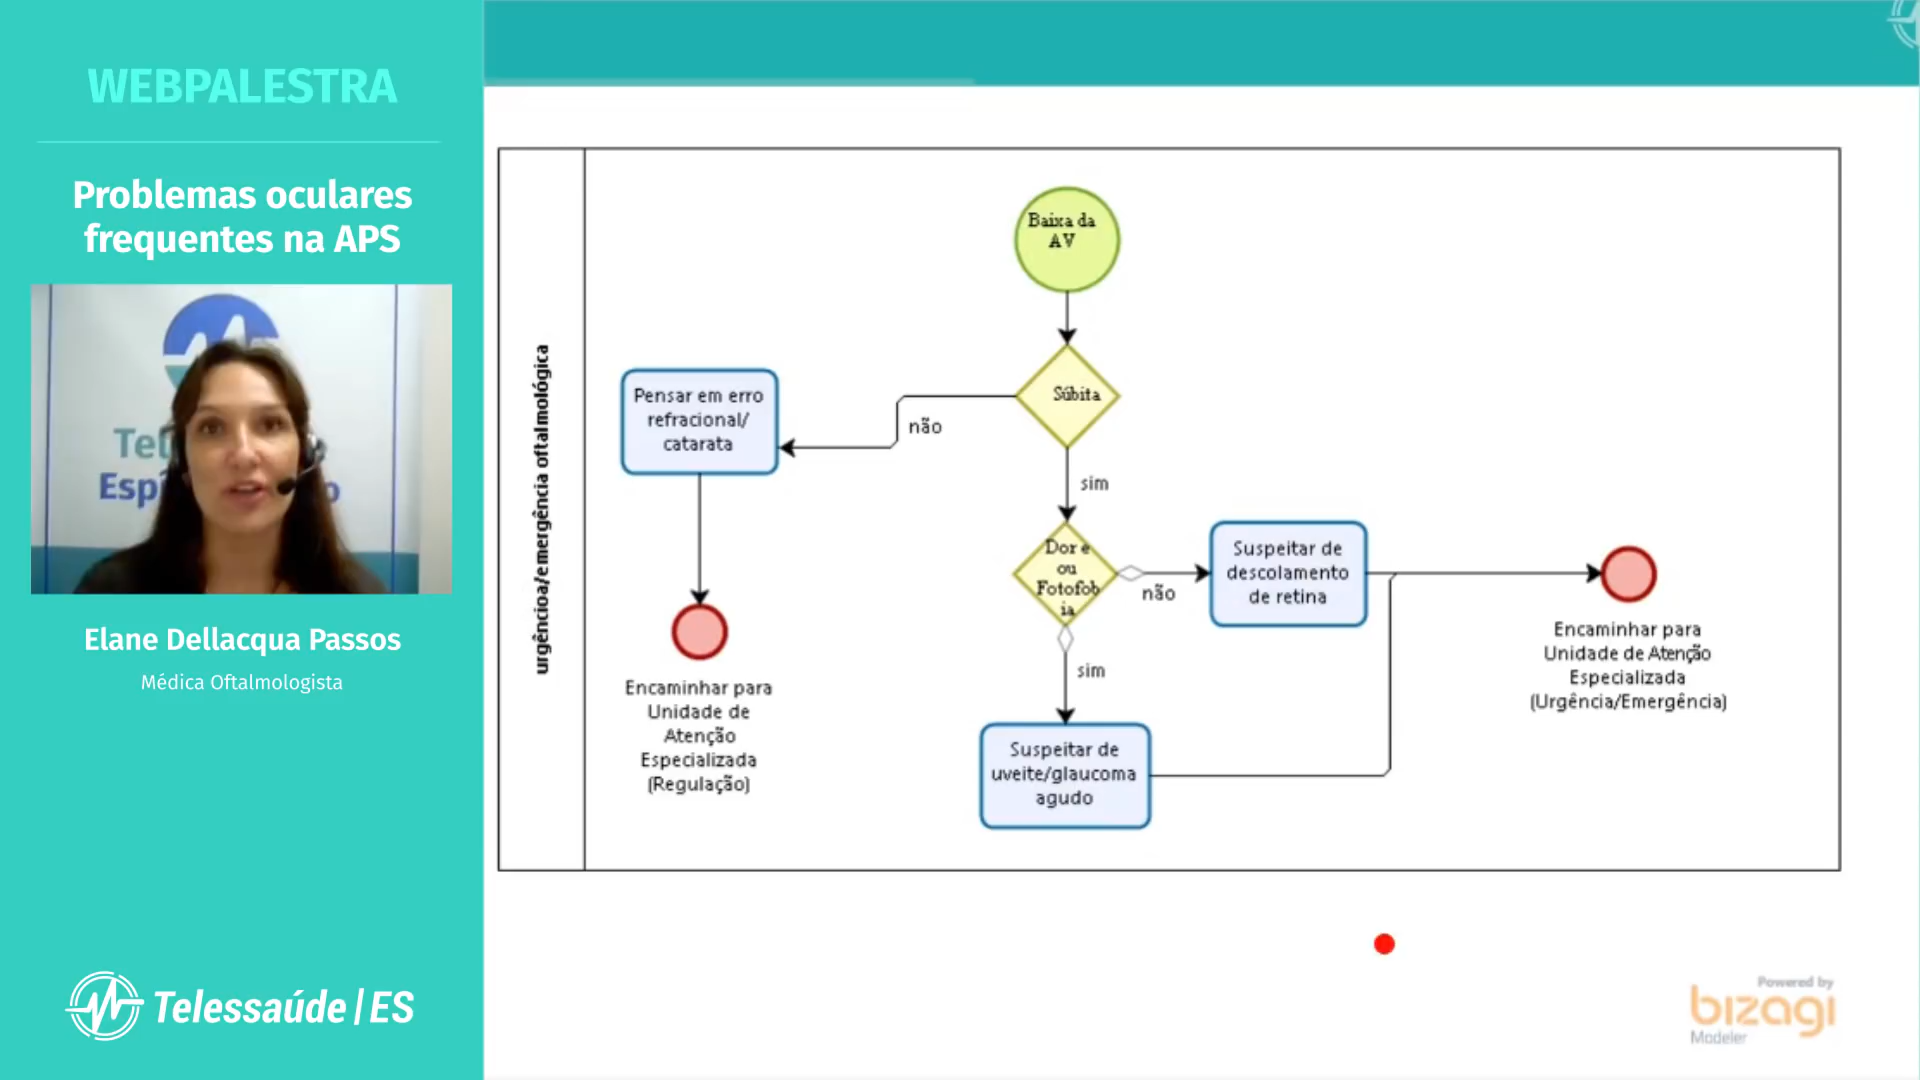 WEBPALESTRA
Problemas oculares
frequentes na APS
Elane Dellacqua Passos
Médica Oftalmologista
Telessaúde|ES
urgêncioa/emergência oftalmológica
Baixa da
AV
Súbita
não
Pensar em erro
refracional/
catarata
sim
Dor e
ou
Fotofob
ia
não
Suspeitar de
descolamento
de retina
sim
Suspeitar de
uveite/glaucoma
agudo
Encaminhar para
Unidade de
Atenção
Especializada
(Regulação)
Encaminhar para
Unidade de Atenção
Especializada
(Urgência/Emergência)
Powered by
bizagi
Modeler